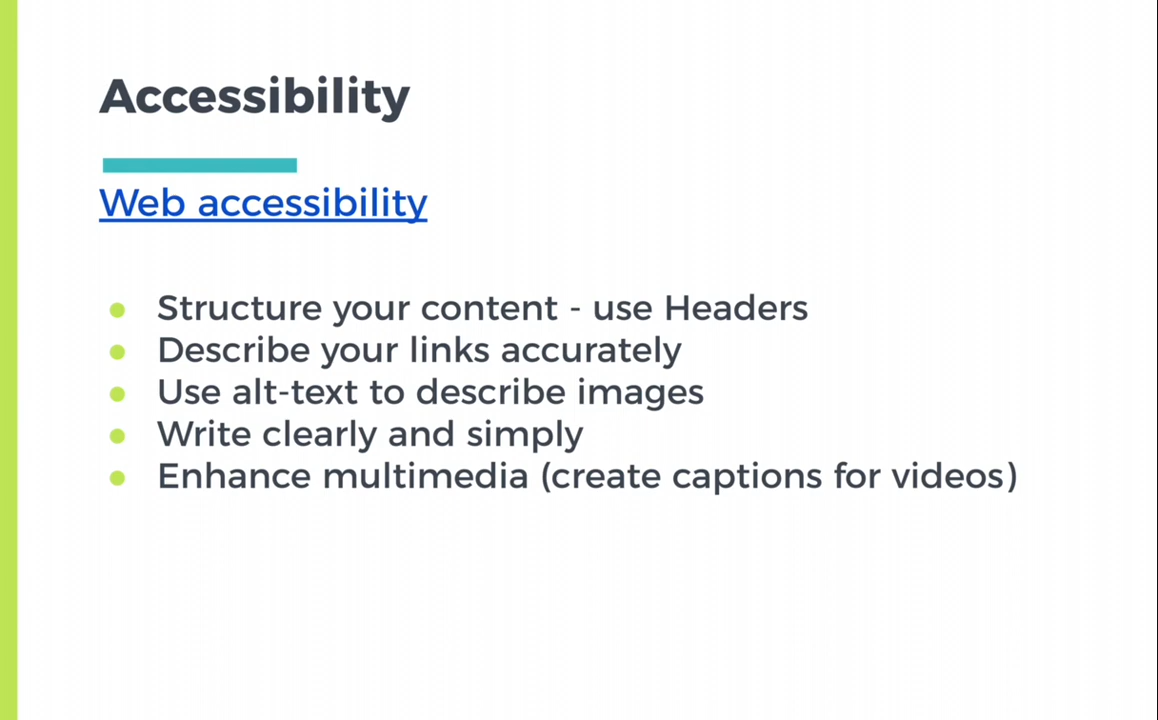 Accessibility
Web accessibility
● Structure your content - use Headers
● Describe your links accurately
● Use alt-text to describe images
● Write clearly and simply
● Enhance multimedia (create captions for videos)